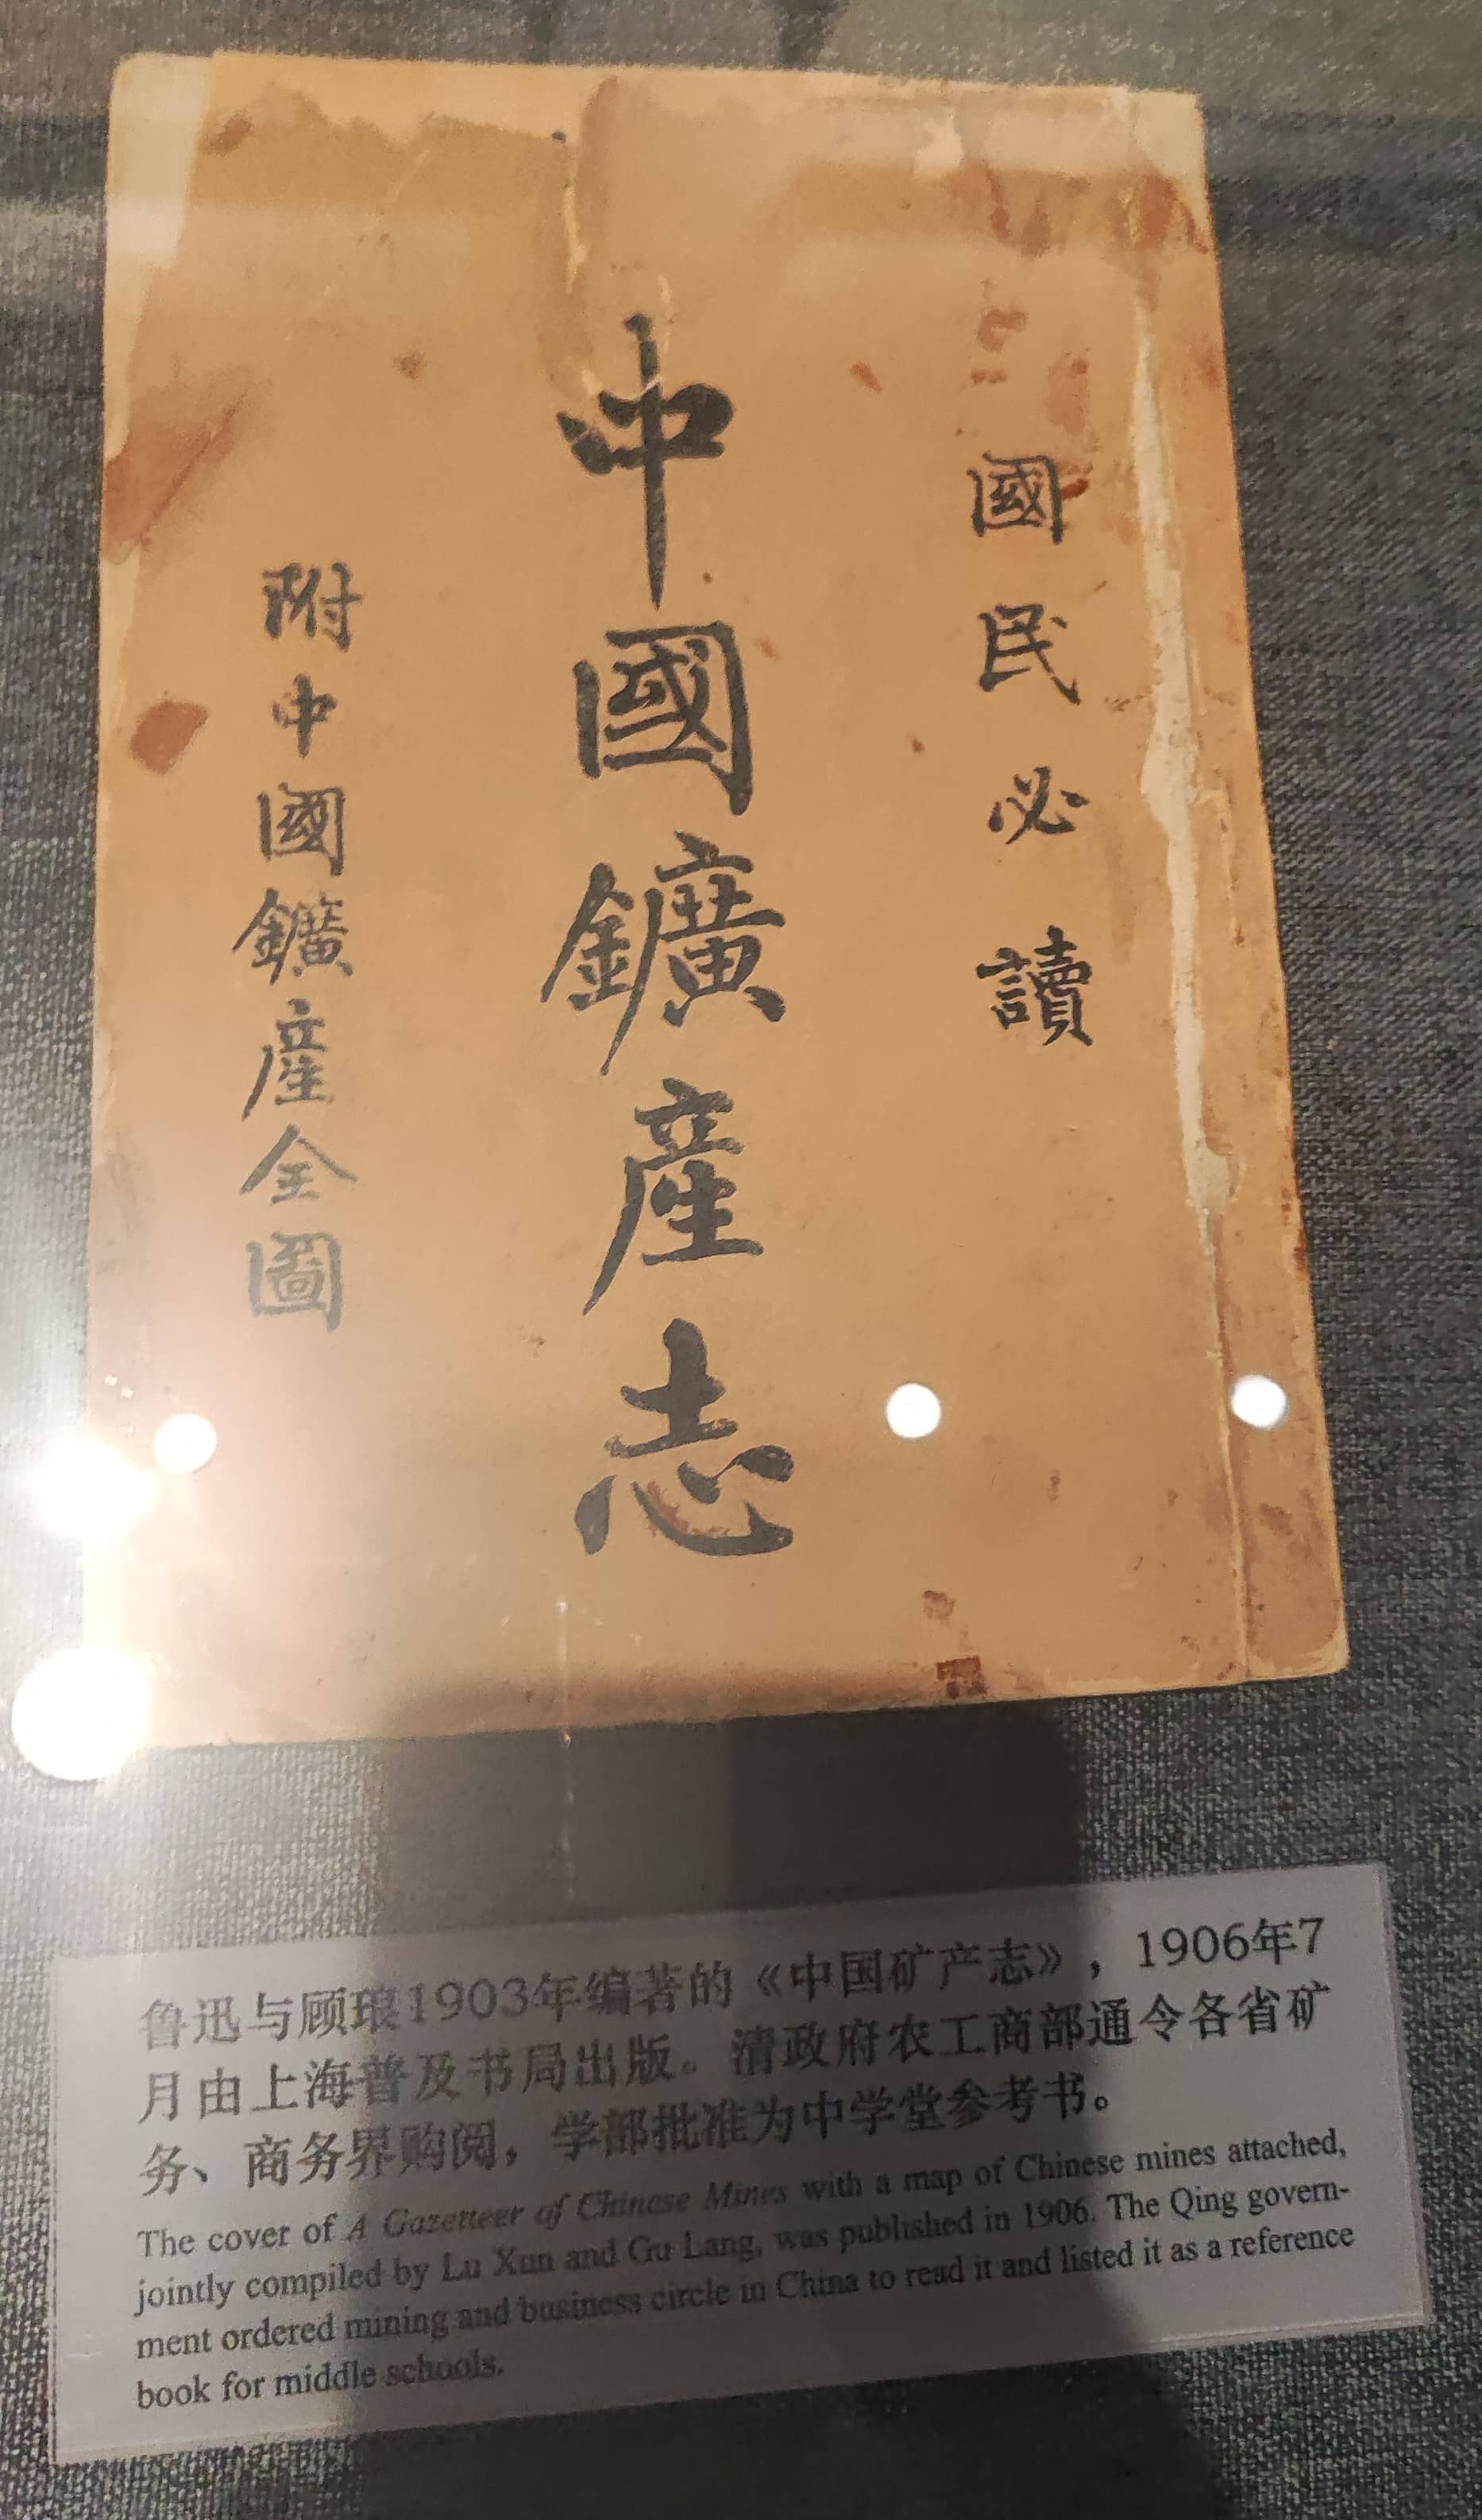 國民必讀
中國鑛產志
附中國鑛產全圖
鲁迅与顾琅1903年编著的《中国矿产志》，1906年7
月由上海普及书局出版。清政府农工商部通令各省矿
务、商务界购阅，学部批准为中学堂参考书。
The cover of A Gazetteer of Chinese Mines with a map of Chinese mines attached,
jointly compiled by Lu Xun and Gu Lang, was published in 1906. The Qing govern-
ment ordered mining and business circle in China to read it and listed it as a reference
book for middle schools.